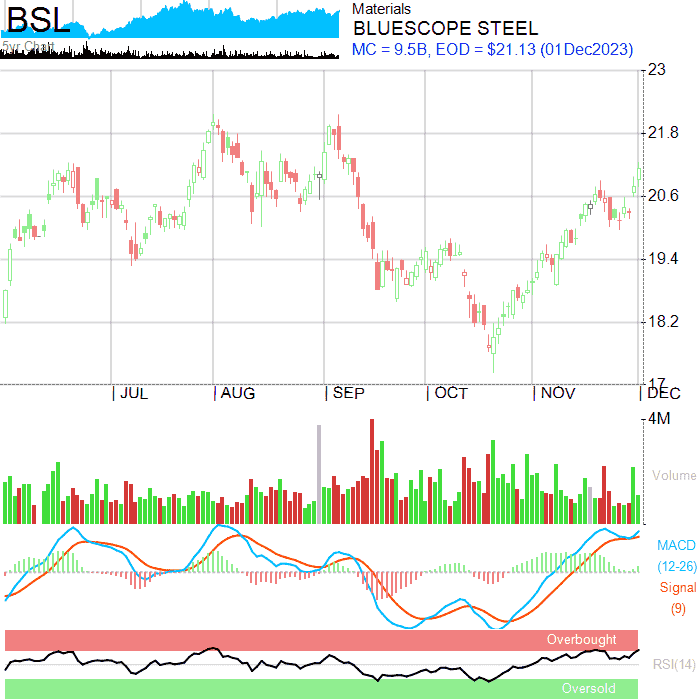 BSL
5yr Chart
Materials
BLUESCOPE STEEL
MC = 9.5B, EOD = $21.13 (01Dec2023)
23
21.8
20.6
19.4
18.2
17
JUL
AUG
SEP
OCT
NOV
DEC
4M
Volume
MACD
(12-26)
Signal
(9)
Overbought
RSI(14)
Oversold